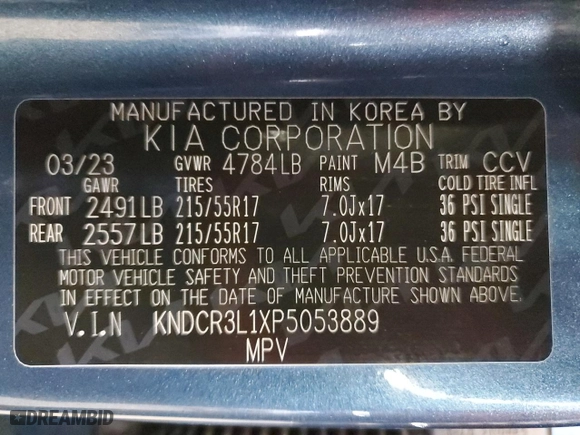 MANUFACTURED IN KOREA BY
KIA CORPORATION
03/23 GVWR 4784LB PAINT M4B TRIM CCV
GAWR TIRES RIMS COLD TIRE INFL
FRONT 2491LB 215/55R17 7.0Jx17 36 PSI SINGLE
REAR 2557LB 215/55R17 7.0Jx17 36 PSI SINGLE
THIS VEHICLE CONFORMS TO ALL APPLICABLE U.S.A. FEDERAL
MOTOR VEHICLE SAFETY AND THEFT PREVENTION STANDARDS
IN EFFECT ON THE DATE OF MANUFACTURE SHOWN ABOVE.
V.I.N KNDCR3L1XP5053889
MPV
DREAMBID